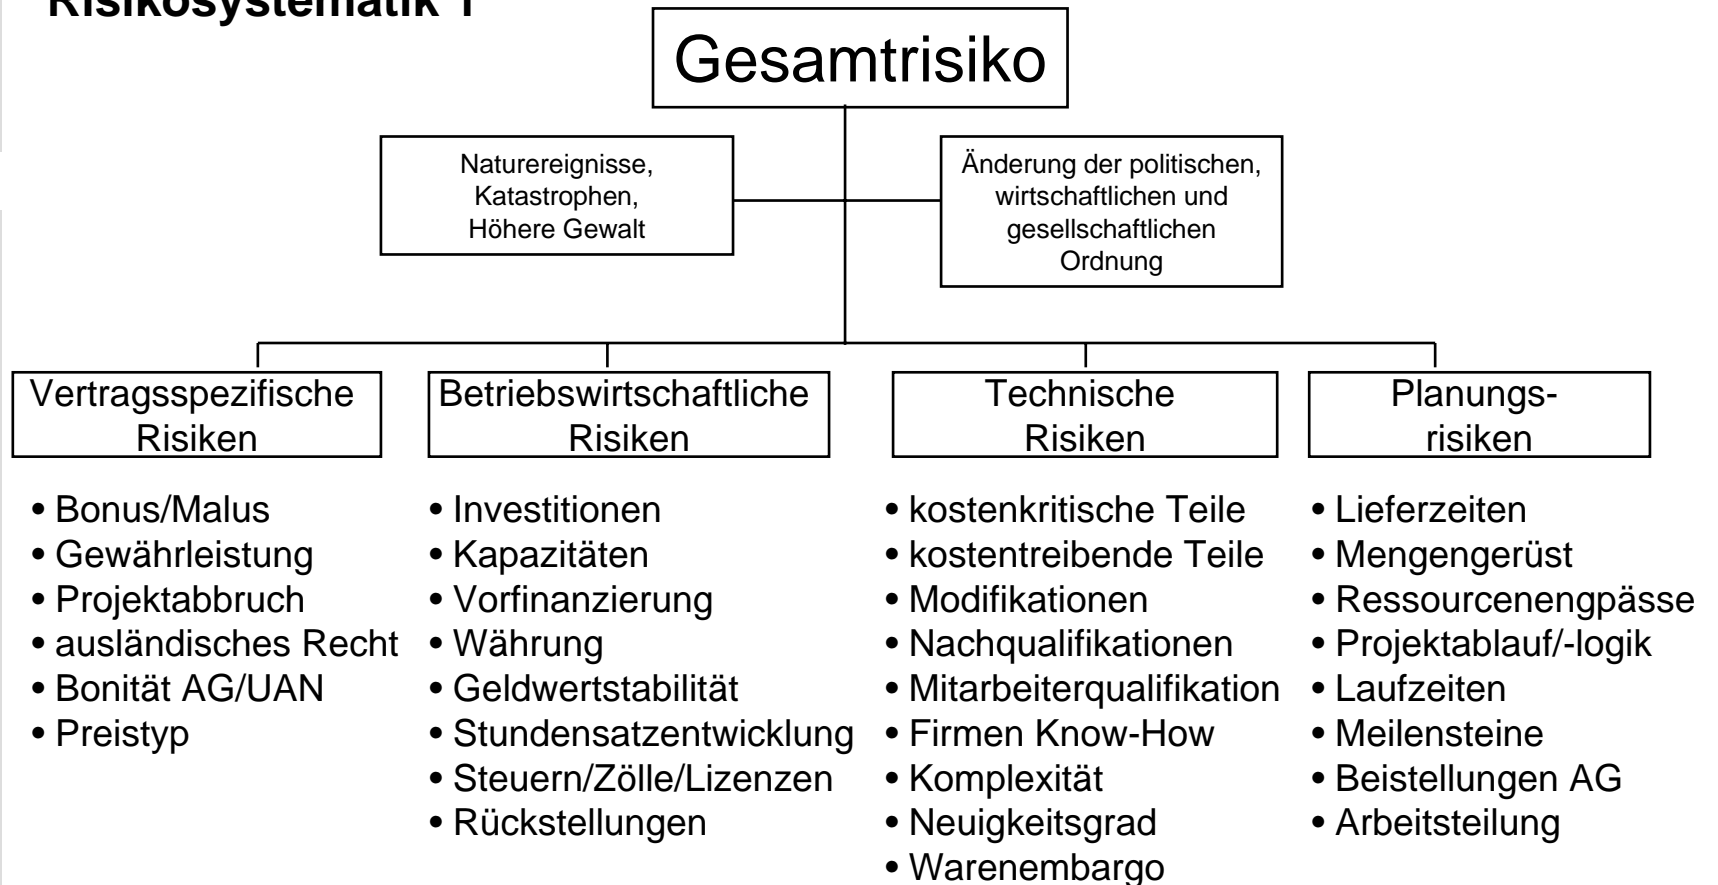 Risikosystematik 1
Gesamtrisiko
Naturereignisse,
Katastrophen,
Höhere Gewalt
Änderung der politischen,
wirtschaftlichen und
gesellschaftlichen
Ordnung
Vertragsspezifische
Risiken
• Bonus/Malus
• Gewährleistung
• Projektabbruch
• ausländisches Recht
• Bonität AG/UAN
• Preistyp
Betriebswirtschaftliche
Risiken
• Investitionen
• Kapazitäten
• Vorfinanzierung
• Währung
• Geldwertstabilität
• Stundensatzentwicklung
• Steuern/Zölle/Lizenzen
• Rückstellungen
Technische
Risiken
• kostenkritische Teile
• kostentreibende Teile
• Modifikationen
• Nachqualifikationen
• Mitarbeiterqualifikation
• Firmen Know-How
• Komplexität
• Neuigkeitsgrad
• Warenembargo
Planungs-
risiken
• Lieferzeiten
• Mengengerüst
• Ressourcenengpässe
• Projektablauf/-logik
• Laufzeiten
• Meilensteine
• Beistellungen AG
• Arbeitsteilung